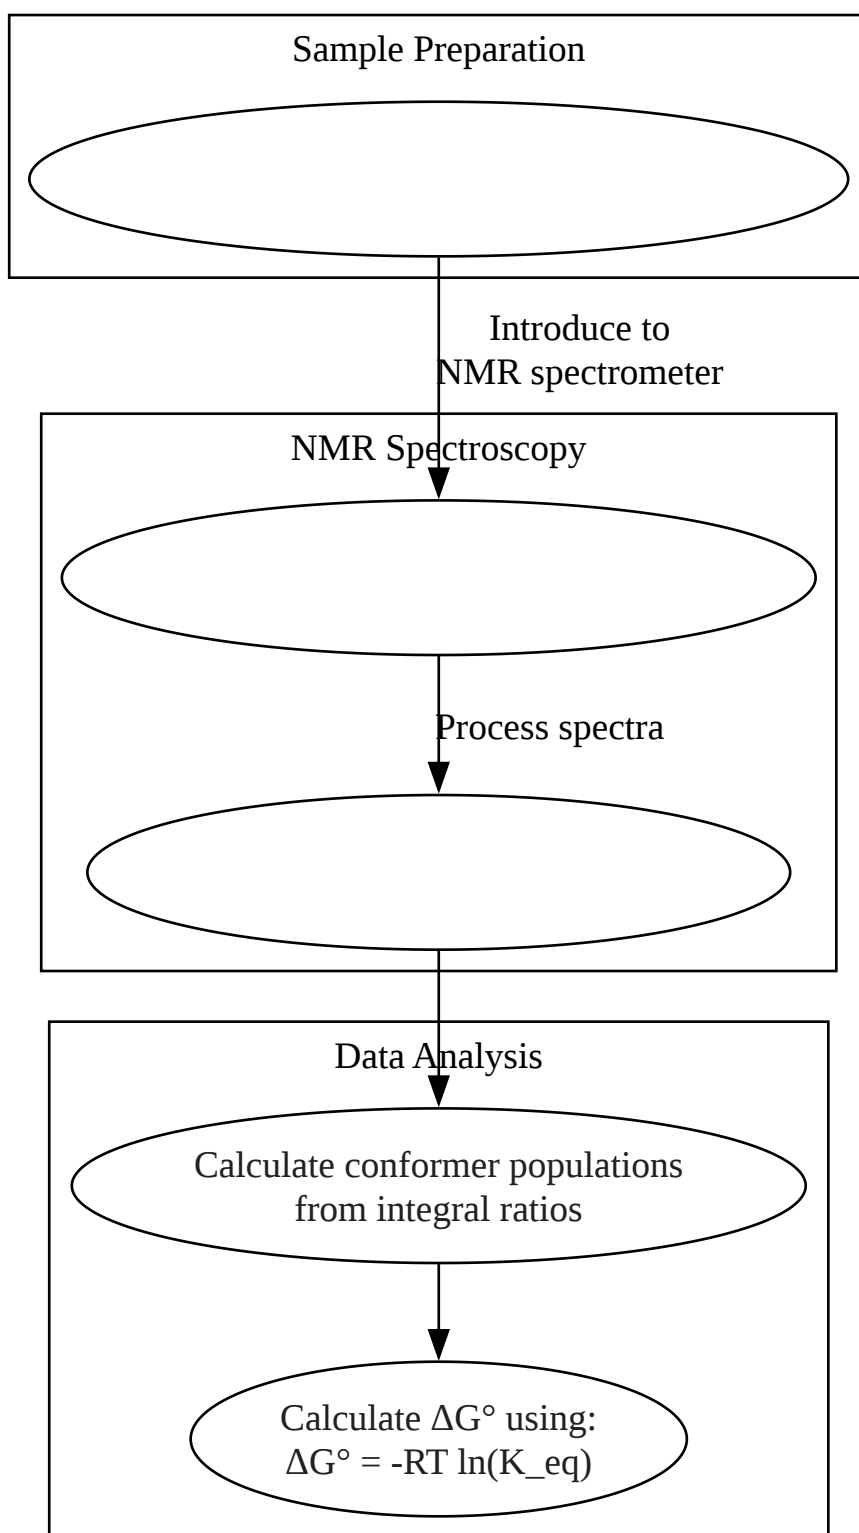 Sample Preparation
Introduce to
NMR spectrometer
NMR Spectroscopy
Process spectra
Data Analysis
Calculate conformer populations
from integral ratios
Calculate ΔG° using:
ΔG° = -RT ln(K_eq)